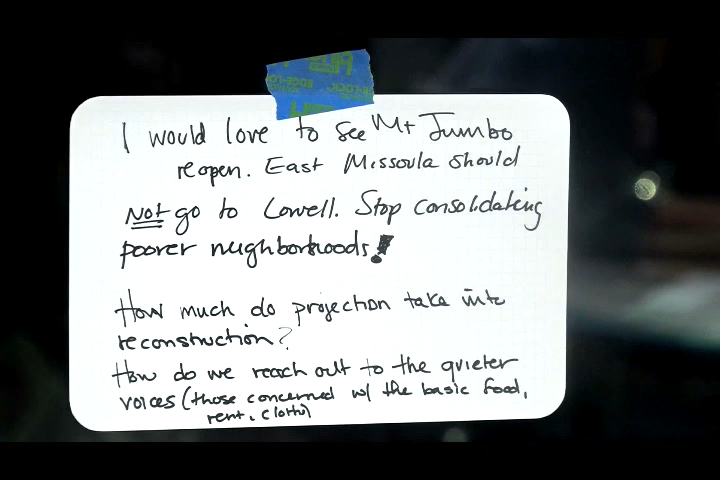 I would love to see Mt Jumbo
reopen. East Missoula should
NOT go to Lowell. Stop consolidating
poorer neighborhoods!
How much do projection take into
reconstruction?
How do we reach out to the quieter
voices (those concerned w/ the basic food,
rent, cloths)